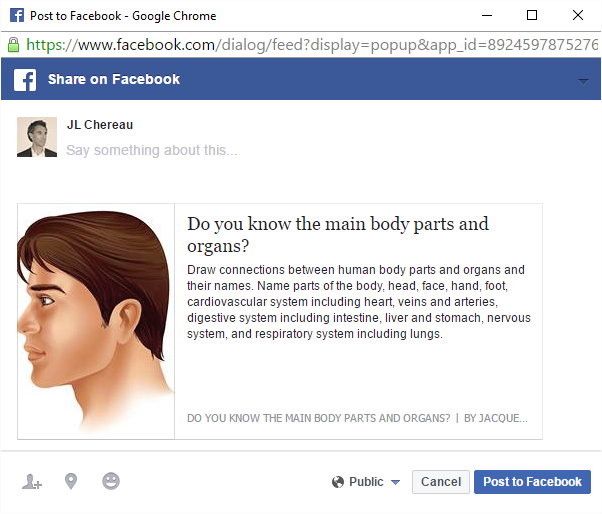 Post to Facebook - Google Chrome
https://www.facebook.com/dialog/feed?display=popup&app_id=8924597875276
Share on Facebook
JL Chereau
Say something about this...
Do you know the main body parts and
organs?
Draw connections between human body parts and organs and
their names. Name parts of the body, head, face, hand, foot,
cardiovascular system including heart, veins and arteries,
digestive system including intestine, liver and stomach, nervous
system, and respiratory system including lungs.
DO YOU KNOW THE MAIN BODY PARTS AND ORGANS? | BY JACQUE...
Public Cancel Post to Facebook